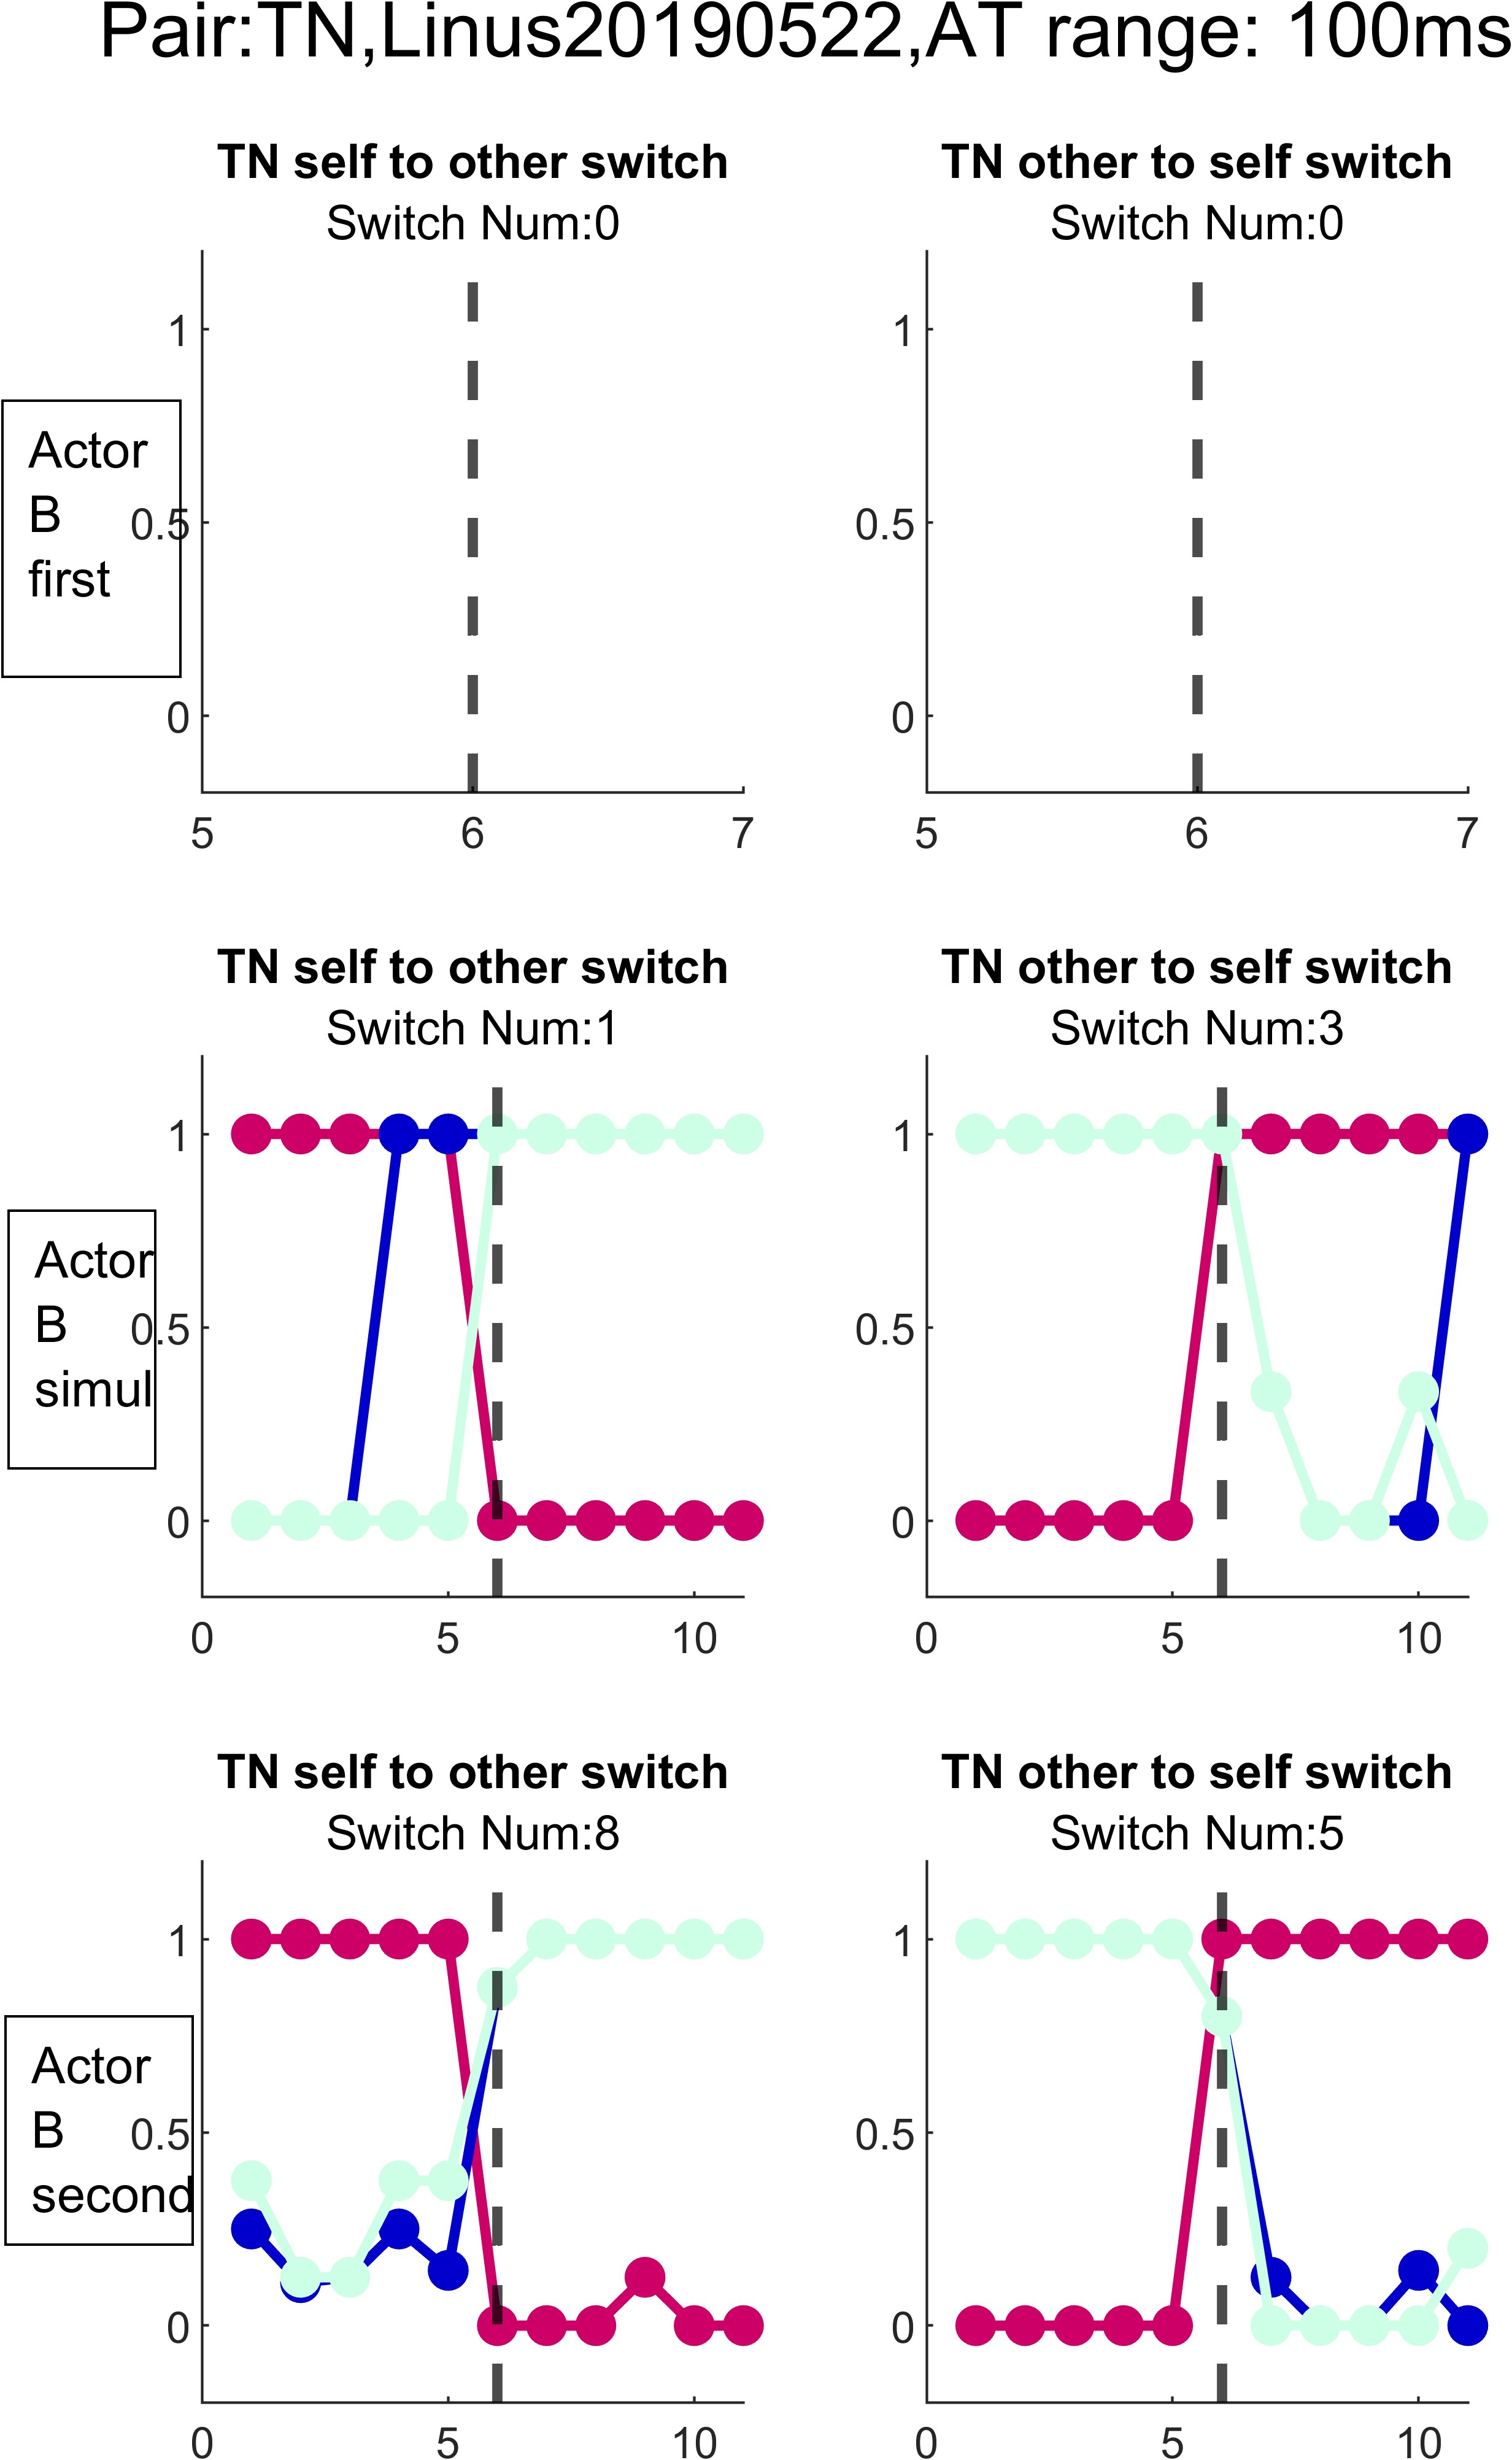 Pair:TN,Linus20190522,AT range: 100ms
TN self to other switch
Switch Num:0
TN other to self switch
Switch Num:0
Actor
B
first
1
0.5
0
5
6
7
1
0.5
0
5
6
7
TN self to other switch
Switch Num:1
TN other to self switch
Switch Num:3
Actor
B
simul
1
0.5
0
0
5
10
1
0.5
0
0
5
10
TN self to other switch
Switch Num:8
TN other to self switch
Switch Num:5
Actor
B
second
1
0.5
0
0
5
10
1
0.5
0
0
5
10